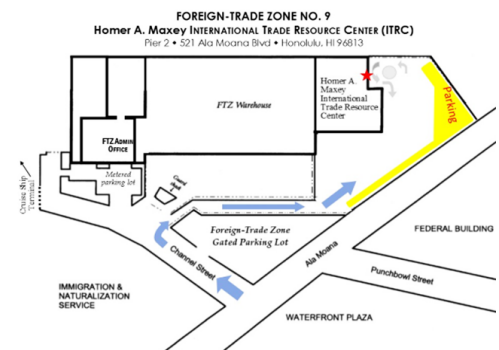 FOREIGN-TRADE ZONE NO. 9
HOMER A. MAXEY INTERNATIONAL TRADE RESOURCE CENTER (ITRC)
Pier 2 • 521 Ala Moana Blvd • Honolulu, HI 96813
FTZ Warehouse
Homer A.
Maxey
International
Trade Resource
Center
Parking
FTZ ADMIN
OFFICE
Metered
parking lot
Guard
shack
Cruise Ship
Terminal
Foreign-Trade Zone
Gated Parking Lot
Channel Street
Ala Moana
FEDERAL BUILDING
Punchbowl Street
IMMIGRATION &
NATURALIZATION
SERVICE
WATERFRONT PLAZA